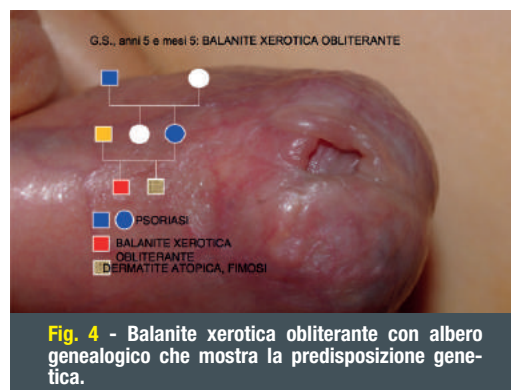 G.S., anni 5 e mesi 5: BALANITE XEROTICA OBLITERANTE
PSORIASI
BALANITE XEROTICA
OBLITERANTE
DERMATITE ATOPICA, FIMOSI
Fig. 4 - Balanite xerotica obliterante con albero
genealogico che mostra la predisposizione gene-
tica.